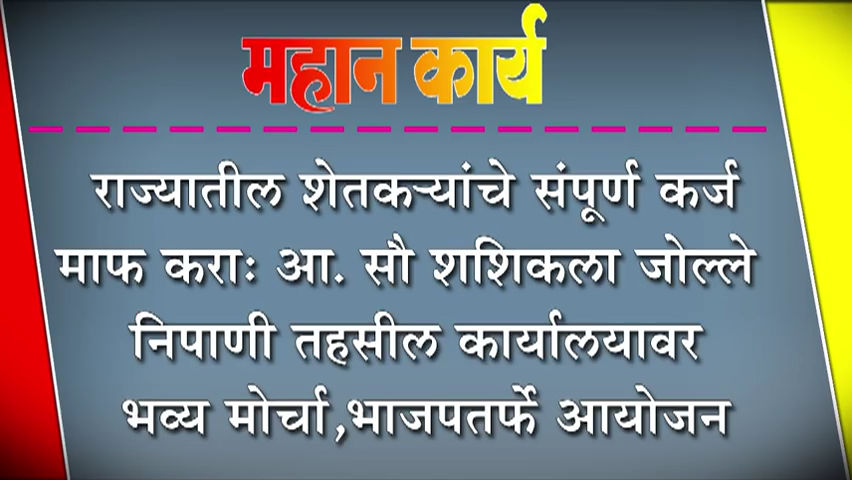 महान कार्य
राज्यातील शेतकऱ्यांचे संपूर्ण कर्ज
माफ कराः आ. सौ शशिकला जोल्ले
निपाणी तहसील कार्यालयावर
भव्य मोर्चा,भाजपतर्फे आयोजन